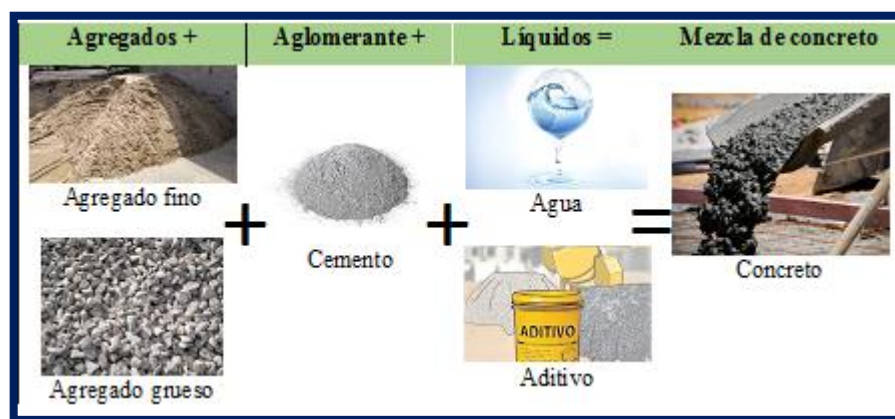 Agregados + Aglomerante + Líquidos = Mezcla de concreto
Agregado fino
Agua
+ + =
Cemento
Concreto
ADITIVO
Agregado grueso
Aditivo